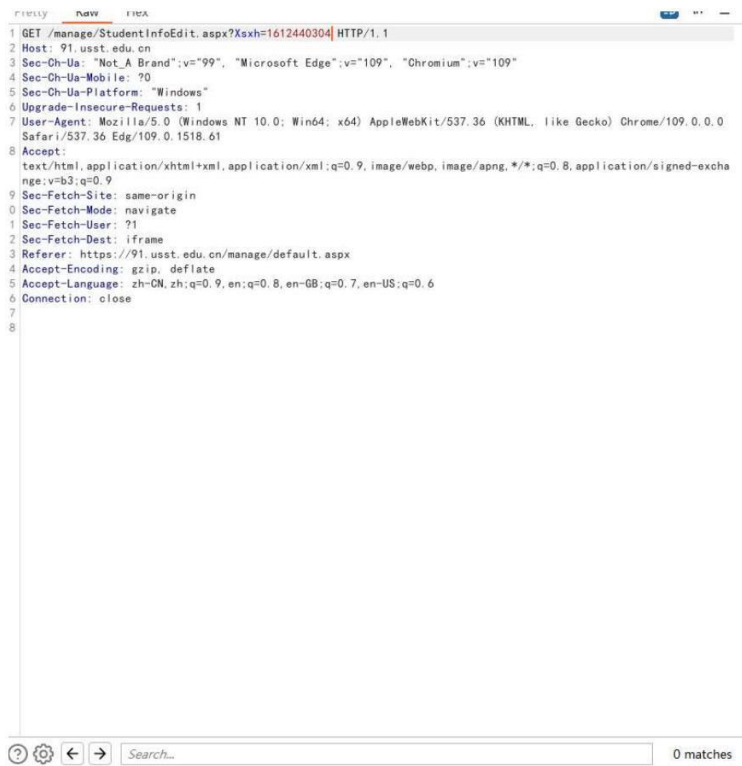 Pretty Raw Hex
1 GET /manage/StudentInfoEdit.aspx?Xsxh=1612440304 HTTP/1.1
2 Host: 91.usst.edu.cn
3 Sec-Ch-Ua: "Not_A Brand";v="99", "Microsoft Edge";v="109", "Chromium";v="109"
4 Sec-Ch-Ua-Mobile: ?0
5 Sec-Ch-Ua-Platform: "Windows"
6 Upgrade-Insecure-Requests: 1
7 User-Agent: Mozilla/5.0 (Windows NT 10.0; Win64; x64) AppleWebKit/537.36 (KHTML, like Gecko) Chrome/109.0.0.0
Safari/537.36 Edg/109.0.1518.61
8 Accept:
text/html,application/xhtml+xml,application/xml;q=0.9,image/webp,image/apng,*/*;q=0.8,application/signed-excha
nge;v=b3;q=0.9
9 Sec-Fetch-Site: same-origin
0 Sec-Fetch-Mode: navigate
1 Sec-Fetch-User: ?1
2 Sec-Fetch-Dest: iframe
3 Referer: https://91.usst.edu.cn/manage/default.aspx
4 Accept-Encoding: gzip, deflate
5 Accept-Language: zh-CN,zh;q=0.9,en;q=0.8,en-GB;q=0.7,en-US;q=0.6
6 Connection: close
7
8
Search... 0 matches